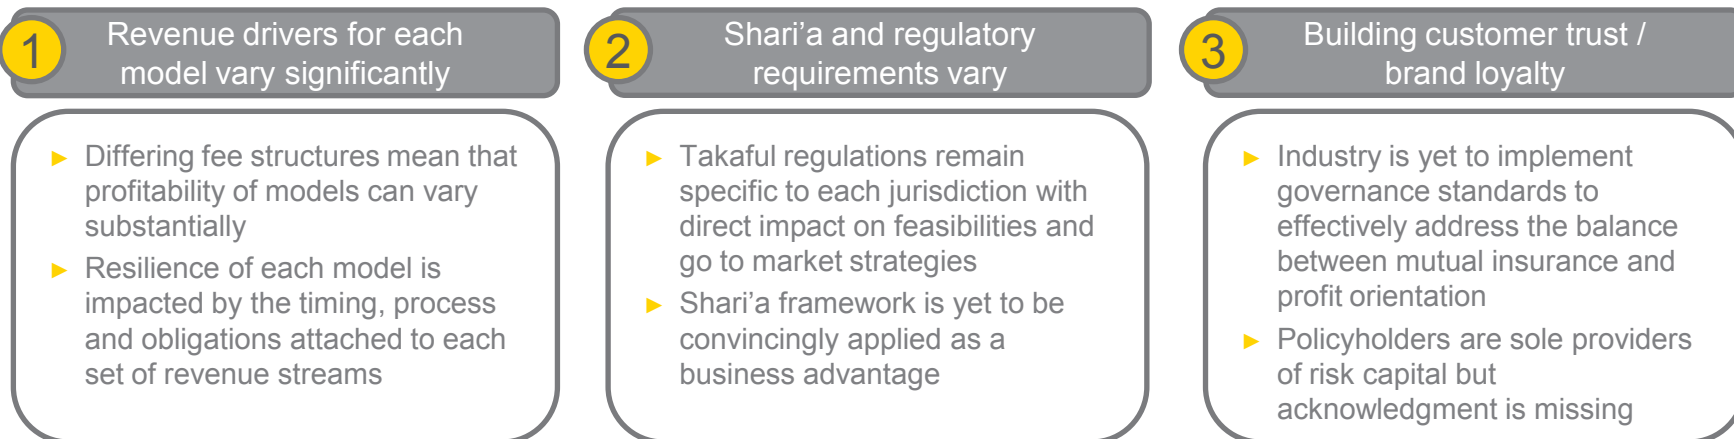 1
Revenue drivers for each
model vary significantly
► Differing fee structures mean that
profitability of models can vary
substantially
► Resilience of each model is
impacted by the timing, process
and obligations attached to each
set of revenue streams
2
Shari’a and regulatory
requirements vary
► Takaful regulations remain
specific to each jurisdiction with
direct impact on feasibilities and
go to market strategies
► Shari’a framework is yet to be
convincingly applied as a
business advantage
3
Building customer trust /
brand loyalty
► Industry is yet to implement
governance standards to
effectively address the balance
between mutual insurance and
profit orientation
► Policyholders are sole providers
of risk capital but
acknowledgment is missing